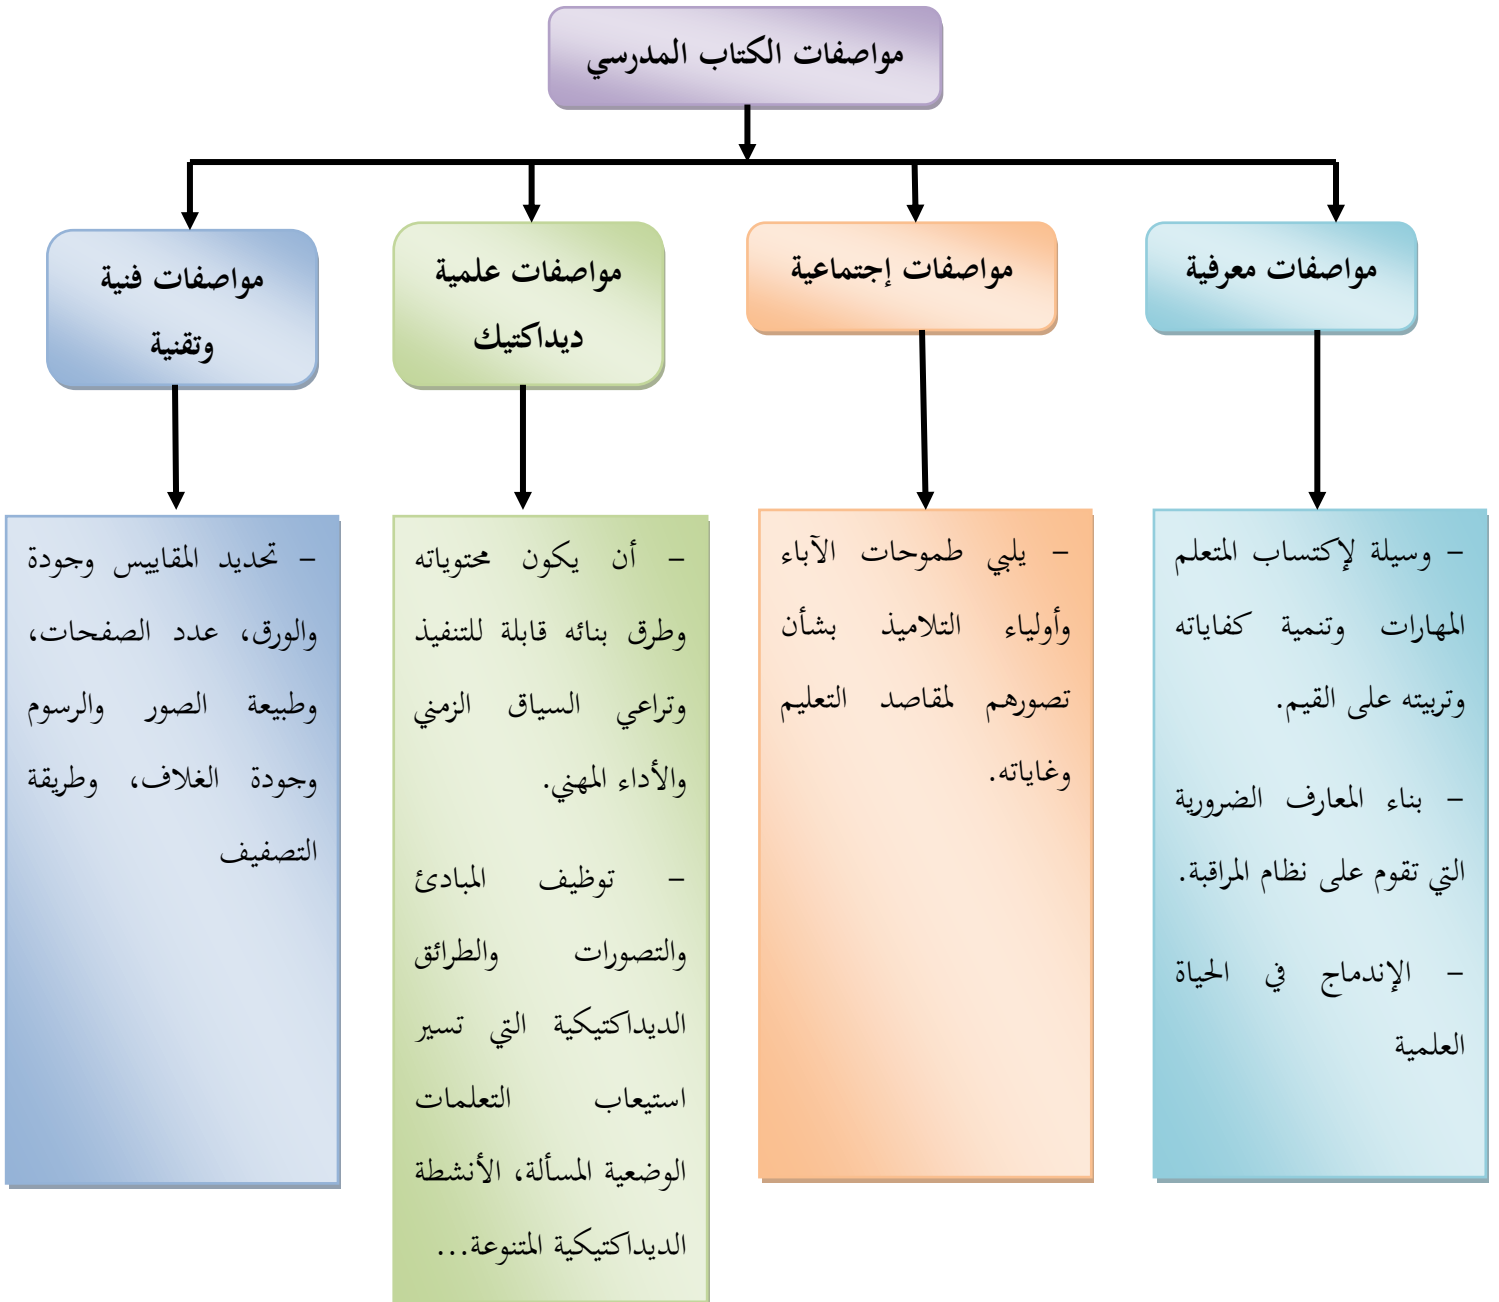 مواصفات الكتاب المدرسي
مواصفات معرفية
مواصفات إجتماعية
مواصفات علمية
ديداكتيك
مواصفات فنية
وتقنية
- وسيلة لإكتساب المتعلم
المهارات وتنمية كفاياته
وتربيته على القيم.
- بناء المعارف الضرورية
التي تقوم على نظام المراقبة.
- الإندماج في الحياة
العلمية
- يلبي طموحات الآباء
وأولياء التلاميذ بشأن
تصورهم لمقاصد التعليم
وغاياته.
- أن يكون محتوياته
وطرق بنائه قابلة للتنفيذ
وتراعي السياق الزمني
والأداء المهني.
- توظيف المبادئ
والتصورات والطرائق
الديداكتيكية التي تسير
استيعاب التعلمات
الوضعية المسألة، الأنشطة
الديداكتيكية المتنوعة...
- تحديد المقاييس وجودة
والورق، عدد الصفحات،
وطبيعة الصور والرسوم
وجودة الغلاف، وطريقة
التصفيف